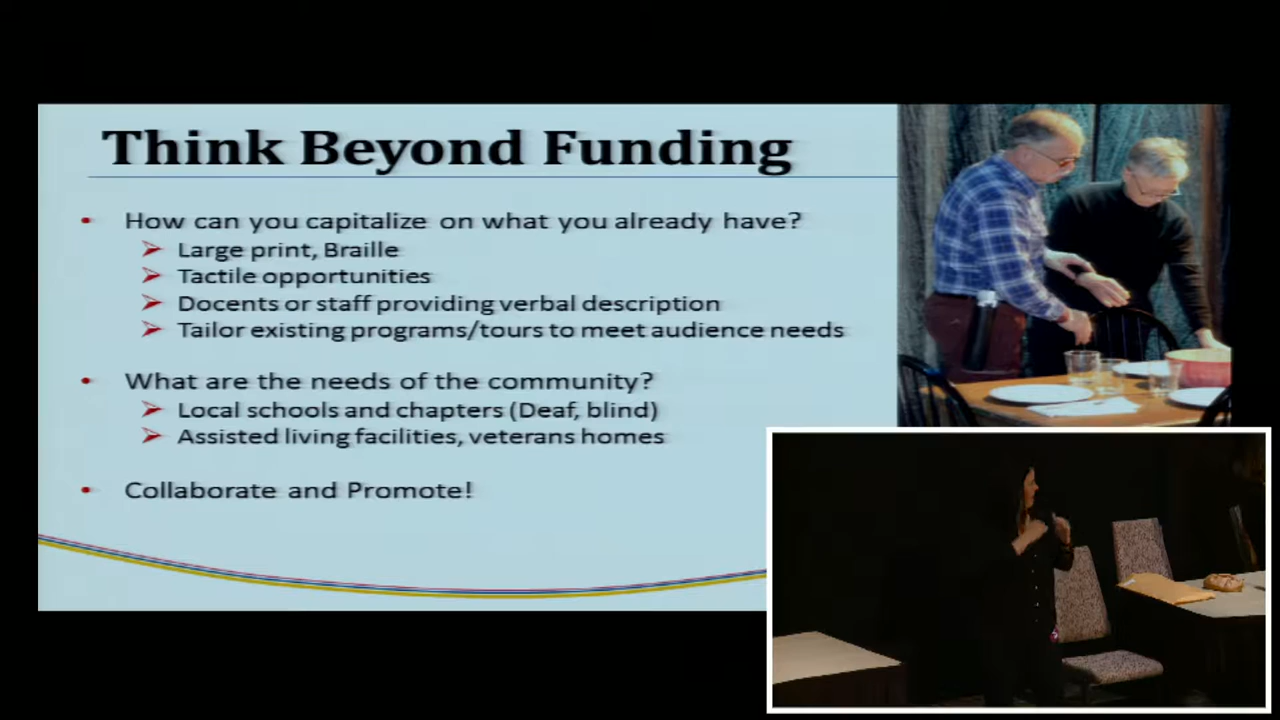 Think Beyond Funding
• How can you capitalize on what you already have?
➢ Large print, Braille
➢ Tactile opportunities
➢ Docents or staff providing verbal description
➢ Tailor existing programs/tours to meet audience needs
• What are the needs of the community?
➢ Local schools and chapters (Deaf, blind)
➢ Assisted living facilities, veterans homes
• Collaborate and Promote!